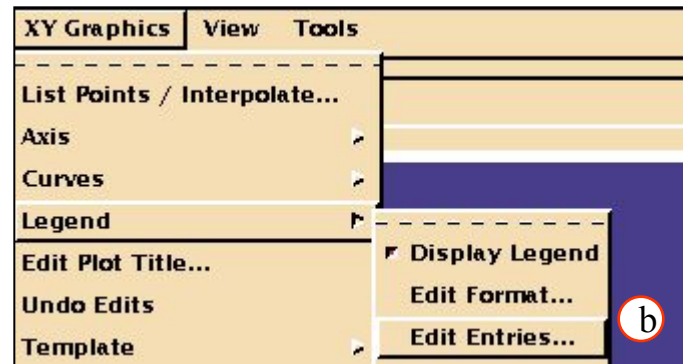 XY Graphics View Tools
List Points / Interpolate...
Axis
Curves
Legend
Edit Plot Title...
Undo Edits
Template
Display Legend
Edit Format...
Edit Entries...
b